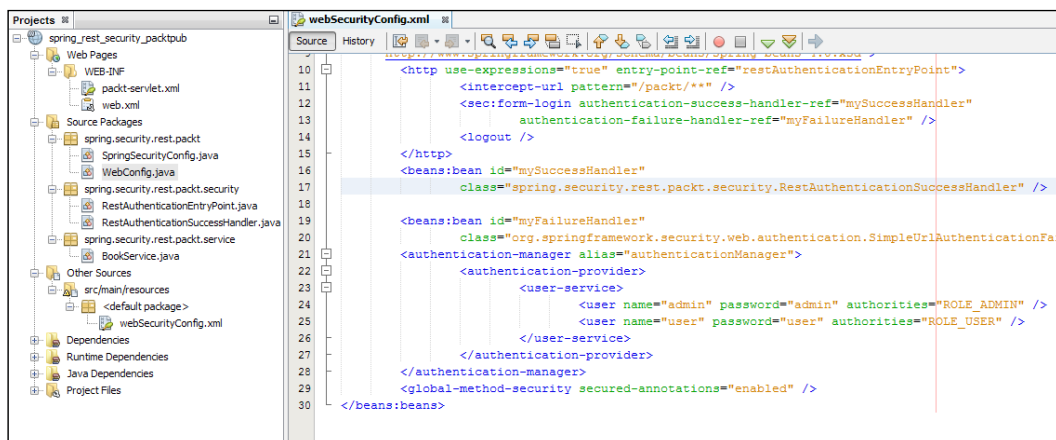 Projects
spring_rest_security_packtpub
Web Pages
WEB-INF
packt-servlet.xml
web.xml
Source Packages
spring.security.rest.packt
SpringSecurityConfig.java
WebConfig.java
spring.security.rest.packt.security
RestAuthenticationEntryPoint.java
RestAuthenticationSuccessHandler.java
spring.security.rest.packt.service
BookService.java
Other Sources
src/main/resources
<default package>
webSecurityConfig.xml
Dependencies
Runtime Dependencies
Java Dependencies
Project Files
webSecurityConfig.xml
Source History
10 <http use-expressions="true" entry-point-ref="restAuthenticationEntryPoint">
11 <intercept-url pattern="/packt/**" />
12 <sec:form-login authentication-success-handler-ref="mySuccessHandler"
13 authentication-failure-handler-ref="myFailureHandler" />
14 <logout />
15 </http>
16 <beans:bean id="mySuccessHandler"
17 class="spring.security.rest.packt.security.RestAuthenticationSuccessHandler" />
18
19 <beans:bean id="myFailureHandler"
20 class="org.springframework.security.web.authentication.SimpleUrlAuthenticationFai
21 <authentication-manager alias="authenticationManager">
22 <authentication-provider>
23 <user-service>
24 <user name="admin" password="admin" authorities="ROLE_ADMIN" />
25 <user name="user" password="user" authorities="ROLE_USER" />
26 </user-service>
27 </authentication-provider>
28 </authentication-manager>
29 <global-method-security secured-annotations="enabled" />
30 </beans:beans>